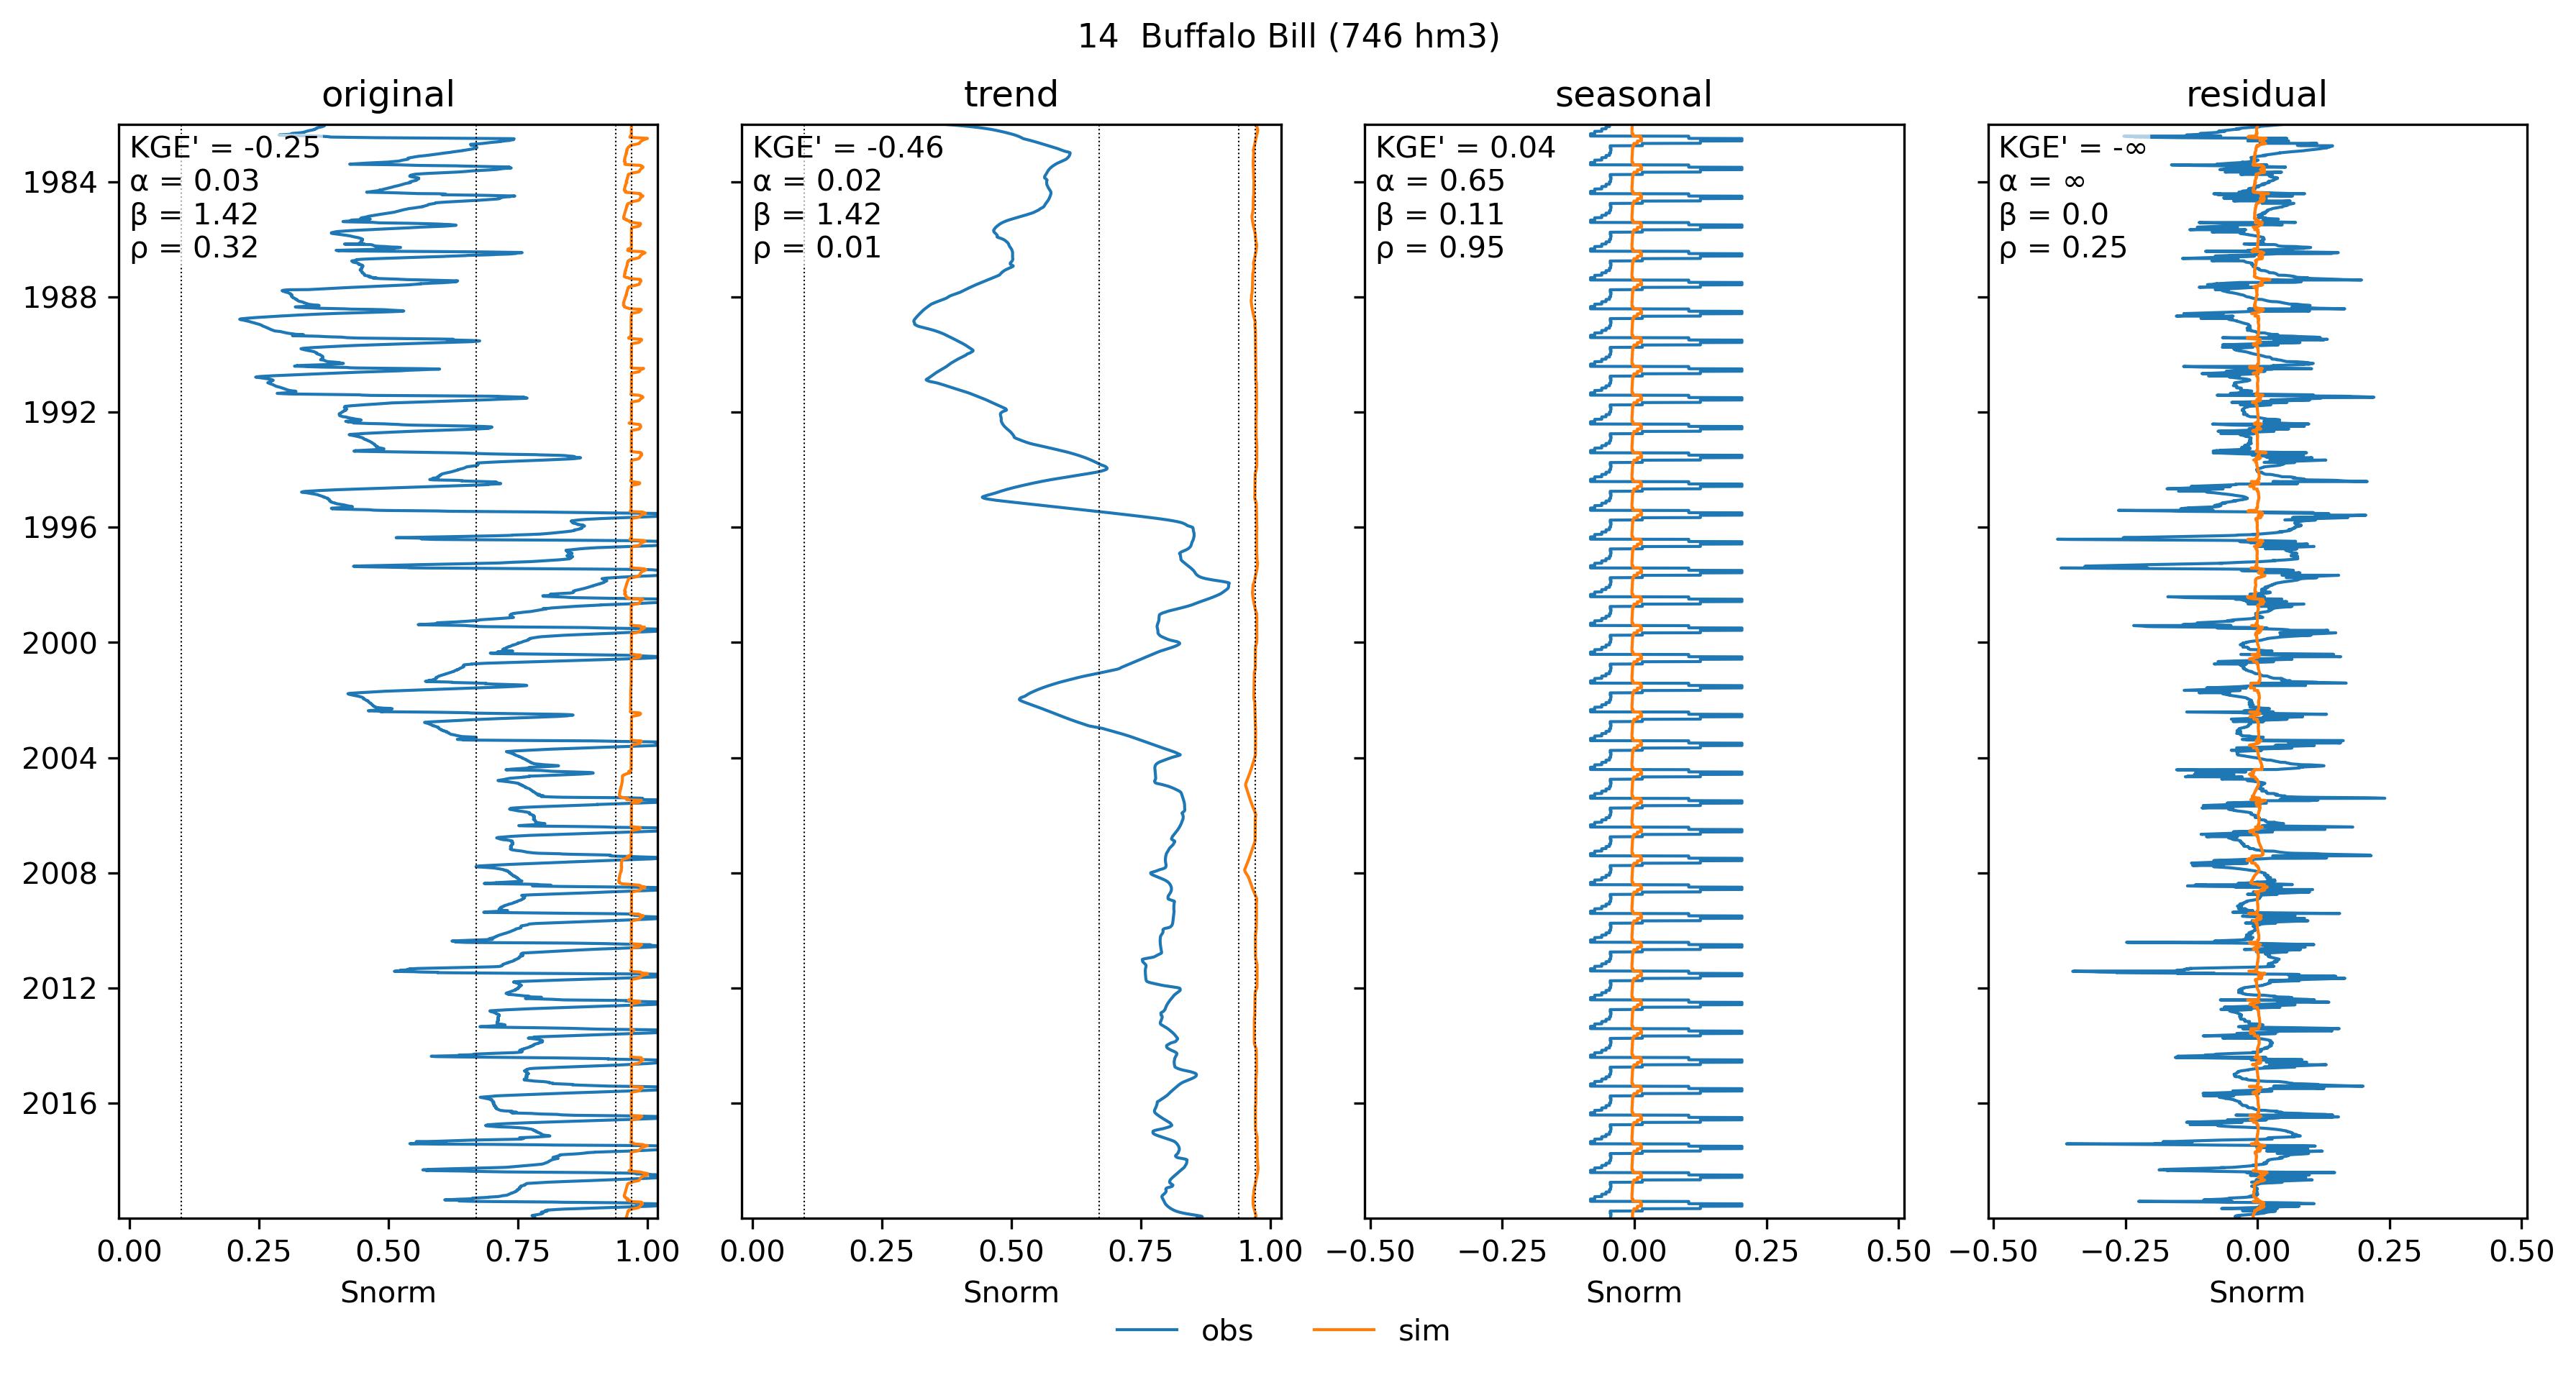 14  Buffalo Bill (746 hm3)
original
trend
seasonal
residual
KGE' = -0.25
α = 0.03
β = 1.42
ρ = 0.32
KGE' = -0.46
α = 0.02
β = 1.42
ρ = 0.01
KGE' = 0.04
α = 0.65
β = 0.11
ρ = 0.95
KGE' = -∞
α = ∞
β = 0.0
ρ = 0.25
1984
1988
1992
1996
2000
2004
2008
2012
2016
0.00 0.25 0.50 0.75 1.00
0.00 0.25 0.50 0.75 1.00
−0.50 −0.25 0.00 0.25 0.50
−0.50 −0.25 0.00 0.25 0.50
Snorm
Snorm
Snorm
Snorm
obs
sim